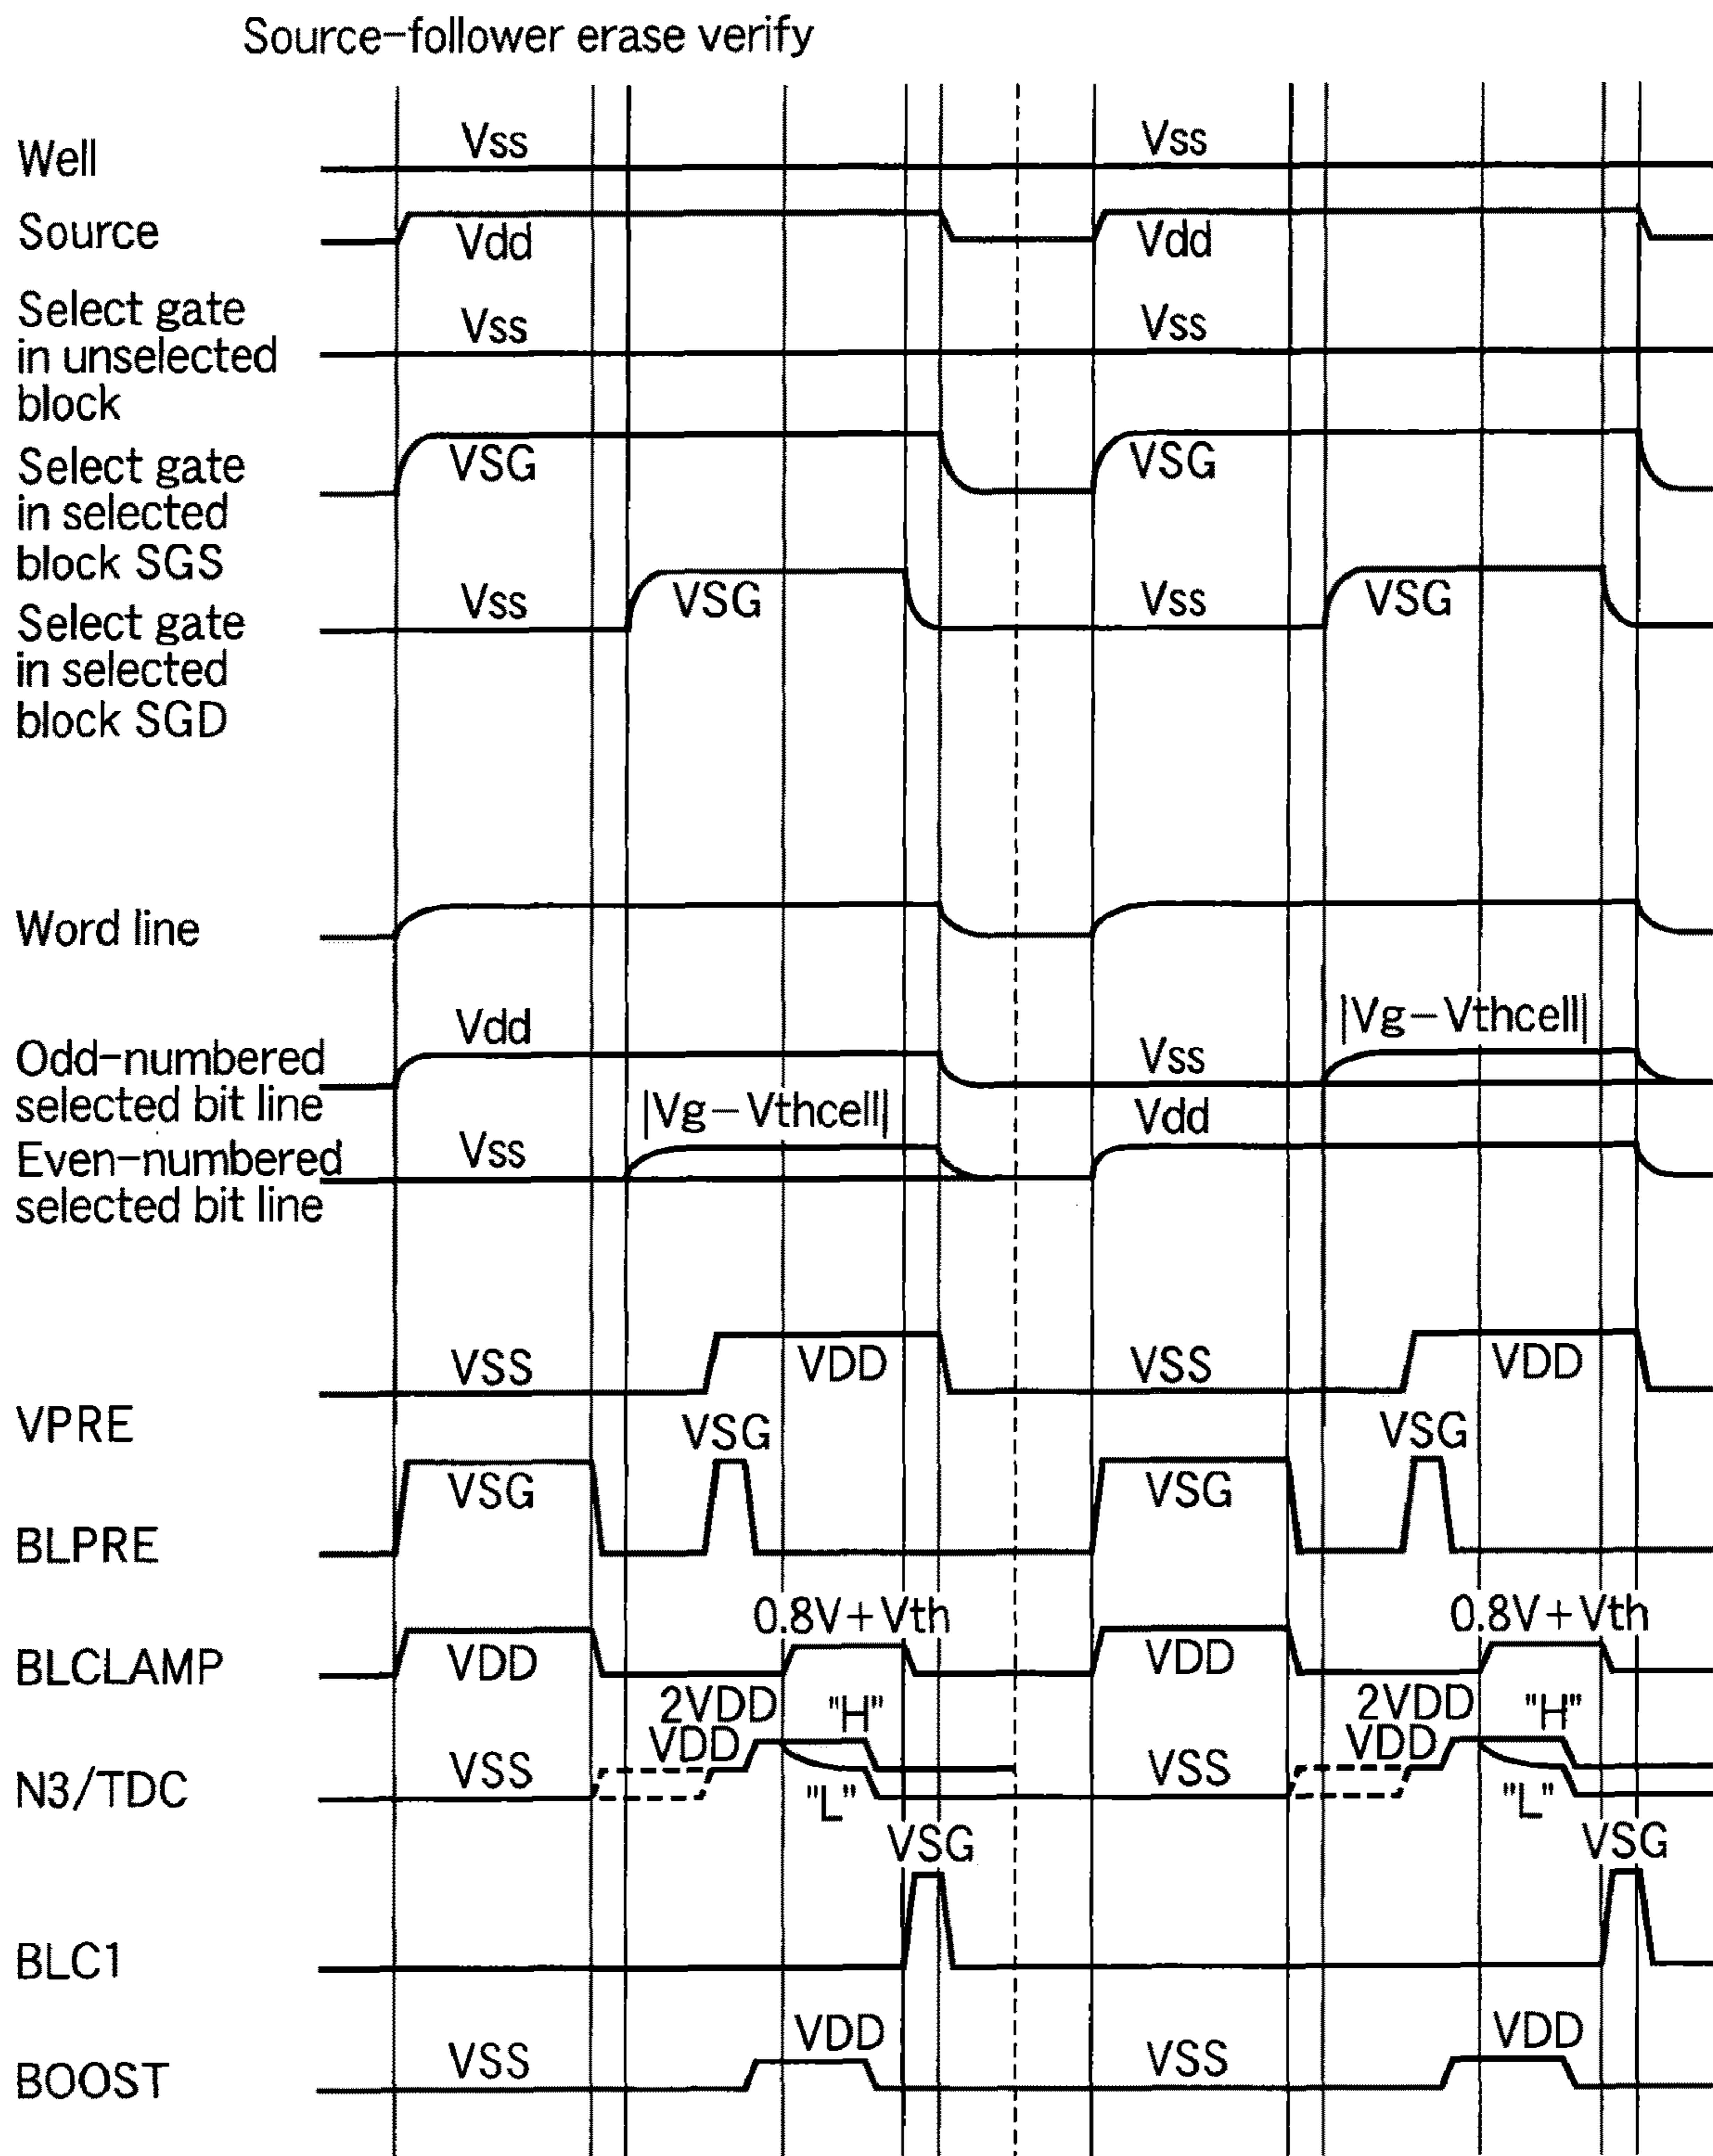 Source-follower erase verify
Well
Vss
Vss
Source
Vdd
Vdd
Select gate
in unselected
block
Vss
Vss
Select gate
in selected
block SGS
VSG
VSG
Select gate
in selected
block SGD
Vss
VSG
Vss
VSG
Word line
Odd-numbered
selected bit line
Vdd
Vss
|Vg-Vthcell|
Even-numbered
selected bit line
Vss
|Vg-Vthcell|
Vdd
VPRE
VSS
VDD
VSS
VDD
BLPRE
VSG
VSG
VSG
VSG
BLCLAMP
VDD
0.8V+Vth
VDD
0.8V+Vth
N3/TDC
VSS
VDD
2VDD
"H"
"L"
VSS
VDD
2VDD
"H"
"L"
BLC1
VSG
VSG
BOOST
VSS
VDD
VSS
VDD